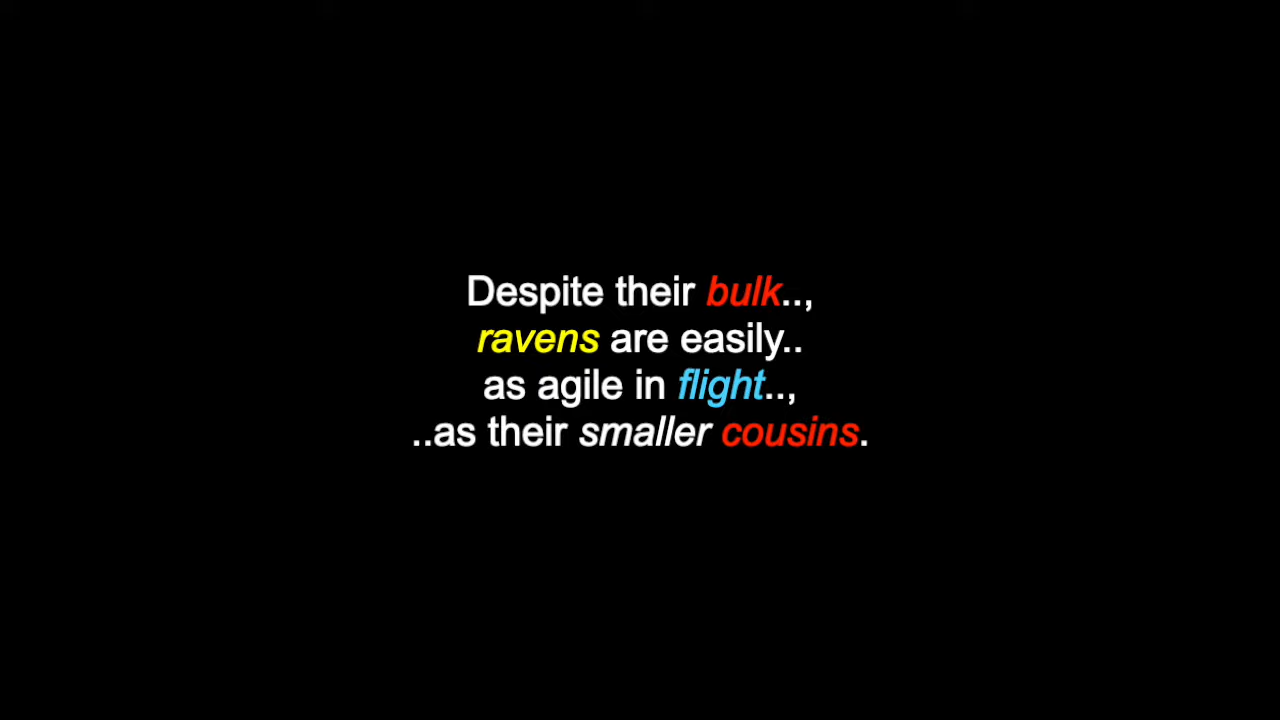 Despite their bulk..,
ravens are easily..
as agile in flight..,
..as their smaller cousins.